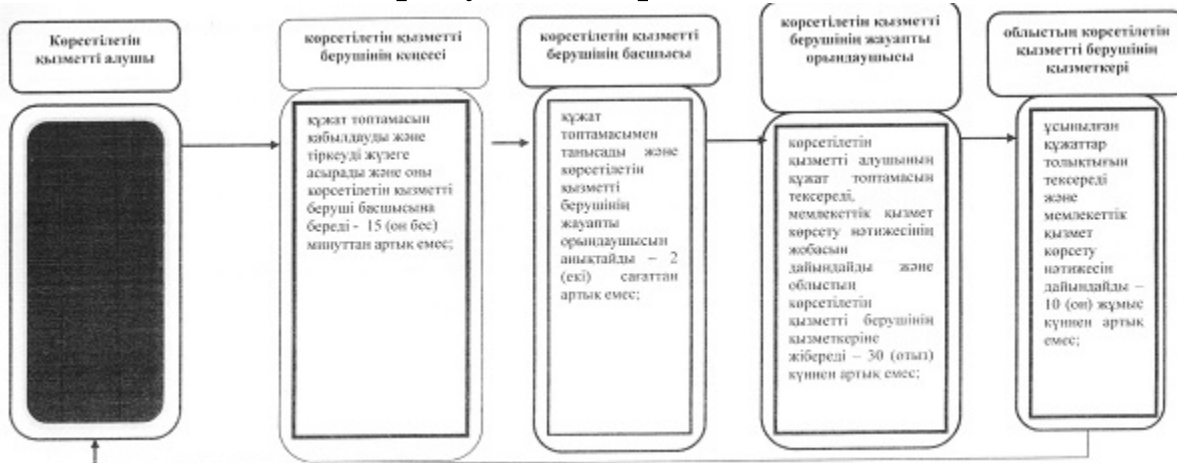 Көрсетілетін
қызметті алушы
көрсетілетін қызметті
берушінің кеңсесі
құжат топтамасын
қабылдауды және
тіркеуді жүзеге
асырады және оны
көрсетілетін қызметті
беруші басшысына
береді - 15 (он бес)
минуттан артық емес;
көрсетілетін қызметті
берушінің басшысы
құжат
топтамасымен
танысады және
көрсетілетін
қызметті
берушінің
жауапты
орындаушысын
анықтайды – 2
(екі) сағаттан
артық емес;
көрсетілетін қызметті
берушінің жауапты
орындаушысы
көрсетілетін
қызметті алушының
құжат топтамасын
тексереді,
мемлекеттік қызмет
көрсету нәтижесінің
жобасын
дайындайды және
облыстың
көрсетілетін
қызметті берушінің
қызметкеріне
жібереді – 30 (отыз)
күннен артық емес;
облыстың көрсетілетін
қызметті берушінің
қызметкері
ұсынылған
құжаттар
толықтығын
тексереді
және
мемлекеттік
қызмет
көрсету
нәтижесін
дайындайды –
10 (он) жұмыс
күннен артық
емес;